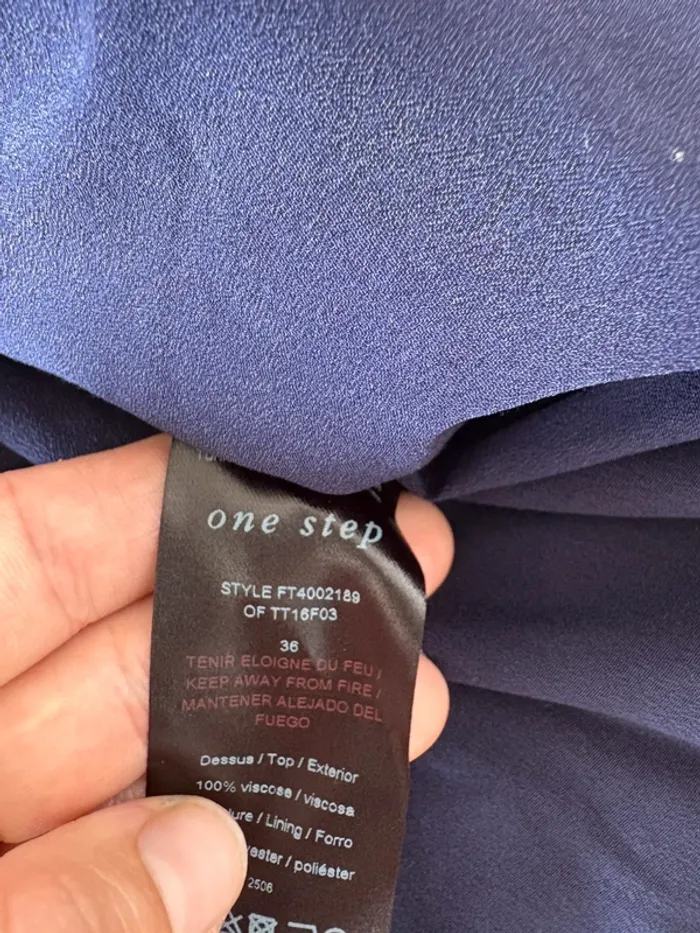 one step
STYLE FT4002189
OF TT16F03
36
TENIR ELOIGNE DU FEU /
KEEP AWAY FROM FIRE /
MANTENER ALEJADO DEL
FUEGO
Dessus / Top / Exterior
100% viscose / viscosa
/ Lining / Forro
/ poliéster
2506